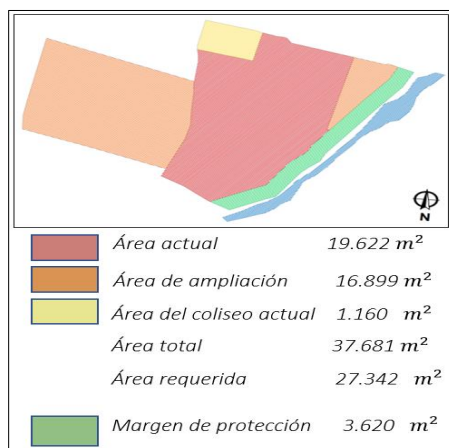 N
Área actual 19.622 m²
Área de ampliación 16.899 m²
Área del coliseo actual 1.160 m²
Área total 37.681 m²
Área requerida 27.342 m²
Margen de protección 3.620 m²